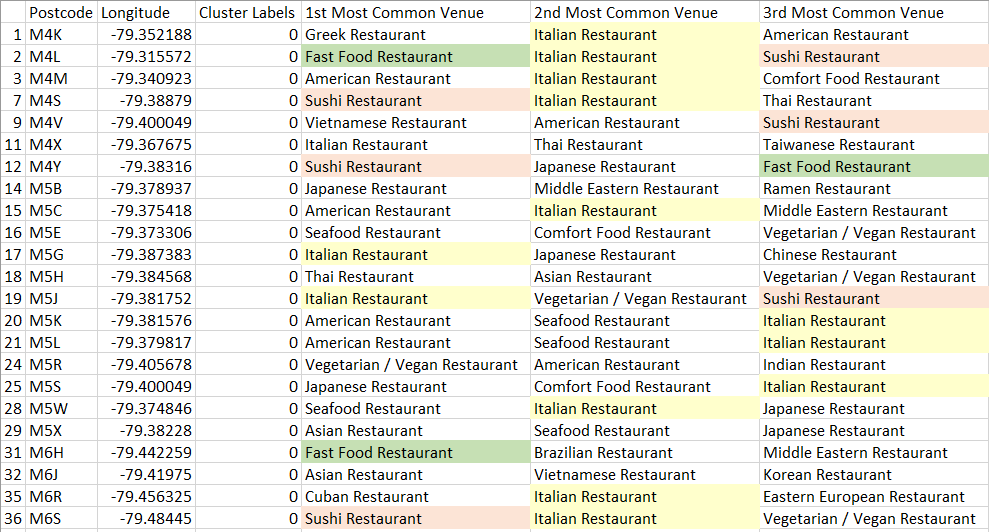 Postcode Longitude Cluster Labels 1st Most Common Venue 2nd Most Common Venue 3rd Most Common Venue
1 M4K -79.352188 0 Greek Restaurant Italian Restaurant American Restaurant
2 M4L -79.315572 0 Fast Food Restaurant Italian Restaurant Sushi Restaurant
3 M4M -79.340923 0 American Restaurant Italian Restaurant Comfort Food Restaurant
7 M4S -79.38879 0 Sushi Restaurant Italian Restaurant Thai Restaurant
9 M4V -79.400049 0 Vietnamese Restaurant American Restaurant Sushi Restaurant
11 M4X -79.367675 0 Italian Restaurant Thai Restaurant Taiwanese Restaurant
12 M4Y -79.38316 0 Sushi Restaurant Japanese Restaurant Fast Food Restaurant
14 M5B -79.378937 0 Japanese Restaurant Middle Eastern Restaurant Ramen Restaurant
15 M5C -79.375418 0 American Restaurant Italian Restaurant Middle Eastern Restaurant
16 M5E -79.373306 0 Seafood Restaurant Comfort Food Restaurant Vegetarian / Vegan Restaurant
17 M5G -79.387383 0 Italian Restaurant Japanese Restaurant Chinese Restaurant
18 M5H -79.384568 0 Thai Restaurant Asian Restaurant Vegetarian / Vegan Restaurant
19 M5J -79.381752 0 Italian Restaurant Vegetarian / Vegan Restaurant Sushi Restaurant
20 M5K -79.381576 0 American Restaurant Seafood Restaurant Italian Restaurant
21 M5L -79.379817 0 American Restaurant Seafood Restaurant Italian Restaurant
24 M5R -79.405678 0 Vegetarian / Vegan Restaurant American Restaurant Indian Restaurant
25 M5S -79.400049 0 Japanese Restaurant Comfort Food Restaurant Italian Restaurant
28 M5W -79.374846 0 Seafood Restaurant Italian Restaurant Japanese Restaurant
29 M5X -79.38228 0 Asian Restaurant Seafood Restaurant Japanese Restaurant
31 M6H -79.442259 0 Fast Food Restaurant Brazilian Restaurant Middle Eastern Restaurant
32 M6J -79.41975 0 Asian Restaurant Vietnamese Restaurant Korean Restaurant
35 M6R -79.456325 0 Cuban Restaurant Italian Restaurant Eastern European Restaurant
36 M6S -79.48445 0 Sushi Restaurant Italian Restaurant Vegetarian / Vegan Restaurant